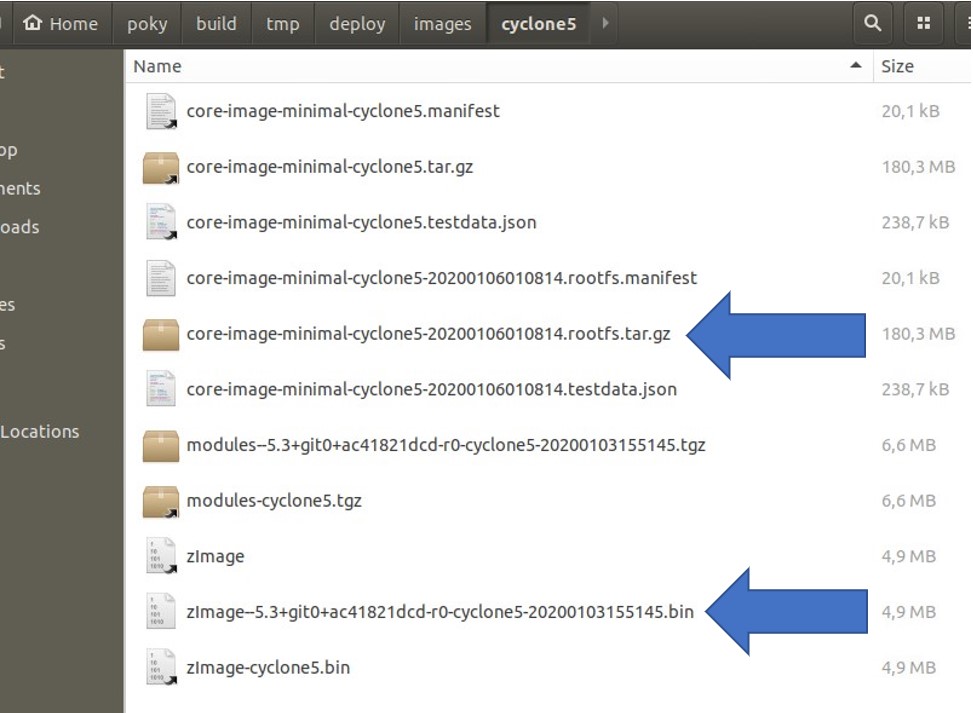 Home poky build tmp deploy images cyclone5
Name Size
core-image-minimal-cyclone5.manifest 20,1 kB
core-image-minimal-cyclone5.tar.gz 180,3 MB
core-image-minimal-cyclone5.testdata.json 238,7 kB
core-image-minimal-cyclone5-20200106010814.rootfs.manifest 20,1 kB
core-image-minimal-cyclone5-20200106010814.rootfs.tar.gz 180,3 MB
core-image-minimal-cyclone5-20200106010814.testdata.json 238,7 kB
Locations
modules--5.3+git0+ac41821dcd-r0-cyclone5-20200103155145.tgz 6,6 MB
modules-cyclone5.tgz 6,6 MB
zImage 4,9 MB
zImage--5.3+git0+ac41821dcd-r0-cyclone5-20200103155145.bin 4,9 MB
zImage-cyclone5.bin 4,9 MB